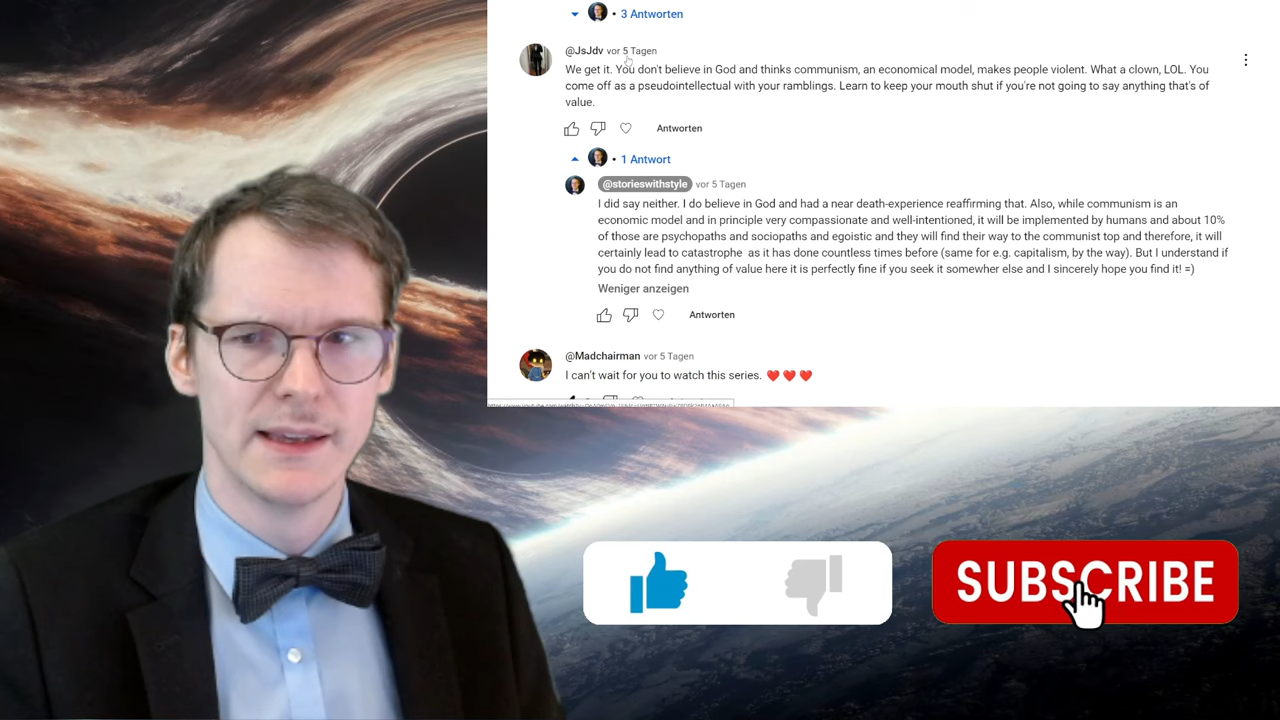 3 Antworten
@JsJdv vor 5 Tagen
We get it. You don't believe in God and thinks communism, an economical model, makes people violent. What a clown, LOL. You
come off as a pseudointellectual with your ramblings. Learn to keep your mouth shut if you're not going to say anything that's of
value.
Antworten
1 Antwort
@storieswithstyle vor 5 Tagen
I did say neither. I do believe in God and had a near death-experience reaffirming that. Also, while communism is an
economic model and in principle very compassionate and well-intentioned, it will be implemented by humans and about 10%
of those are psychopaths and sociopaths and egoistic and they will find their way to the communist top and therefore, it will
certainly lead to catastrophe as it has done countless times before (same for e.g. capitalism, by the way). But I understand if
you do not find anything of value here it is perfectly fine if you seek it somewher else and I sincerely hope you find it! =)
Weniger anzeigen
Antworten
@Madchairman vor 5 Tagen
I can't wait for you to watch this series. ❤️ ❤️ ❤️
SUBSCRIBE